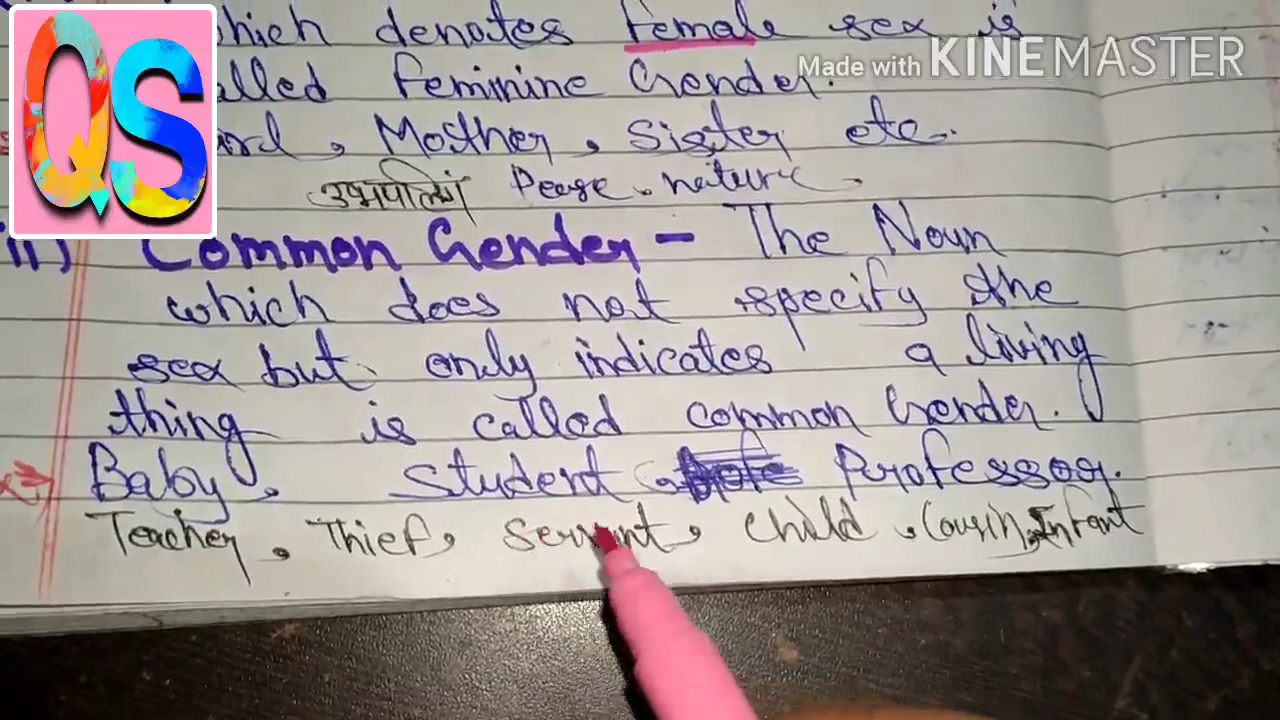 QS
which denotes female sex is
Made with KINEMASTER
called Feminine Gender.
Mother, Sister etc.
nature,
Common Gender - The Noun
which does not specify the
sex but only indicates a living
thing is called common Gender.
Ex:→ Baby, Student, Professor.
Teacher, Thief, servant, child, Cousin, Infant